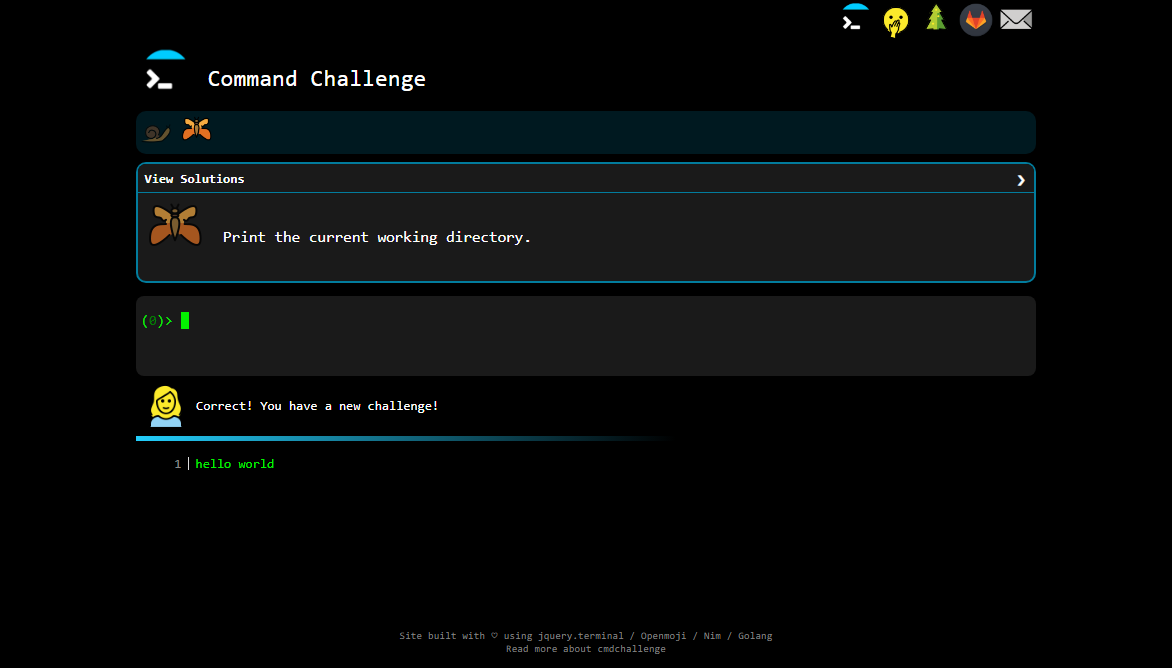 Command Challenge
View Solutions
Print the current working directory.
(0)>
Correct! You have a new challenge!
1 hello world
Site built with ♡ using jquery.terminal / Openmoji / Nim / Golang
Read more about cmdchallenge